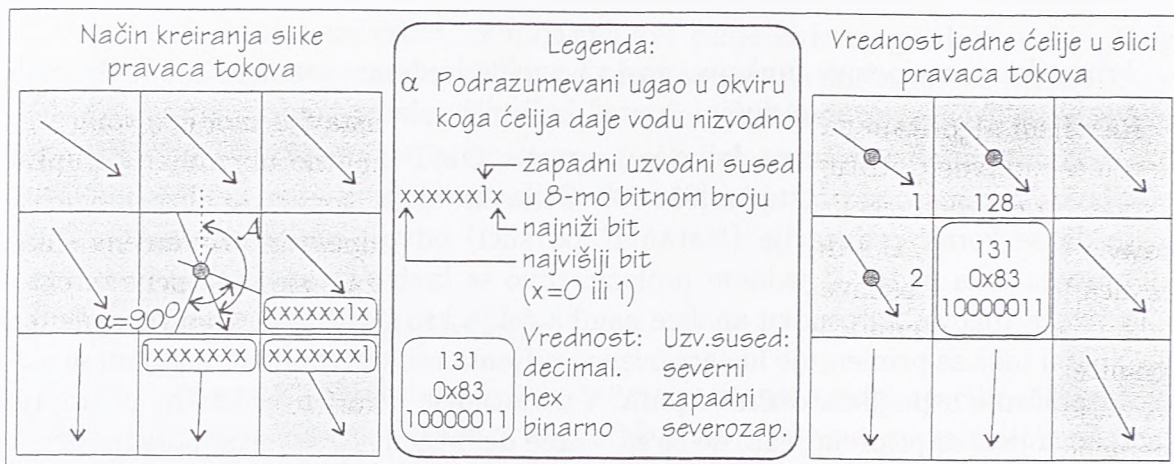 Način kreiranja slike
pravaca tokova
A
α=90°
xxxxxx1x
1xxxxxxx
xxxxxxx1
Legenda:
α Podrazumevani ugao u okviru
koga ćelija daje vodu nizvodno
zapadni uzvodni sused
xxxxxx1x u 8-mo bitnom broju
najniži bit
najvišlji bit
(x=0 ili 1)
Vrednost: Uzv.sused:
131 decimal. severni
0x83 hex zapadni
10000011 binarno severozap.
Vrednost jedne ćelije u slici
pravaca tokova
1 128
2 131
0x83
10000011